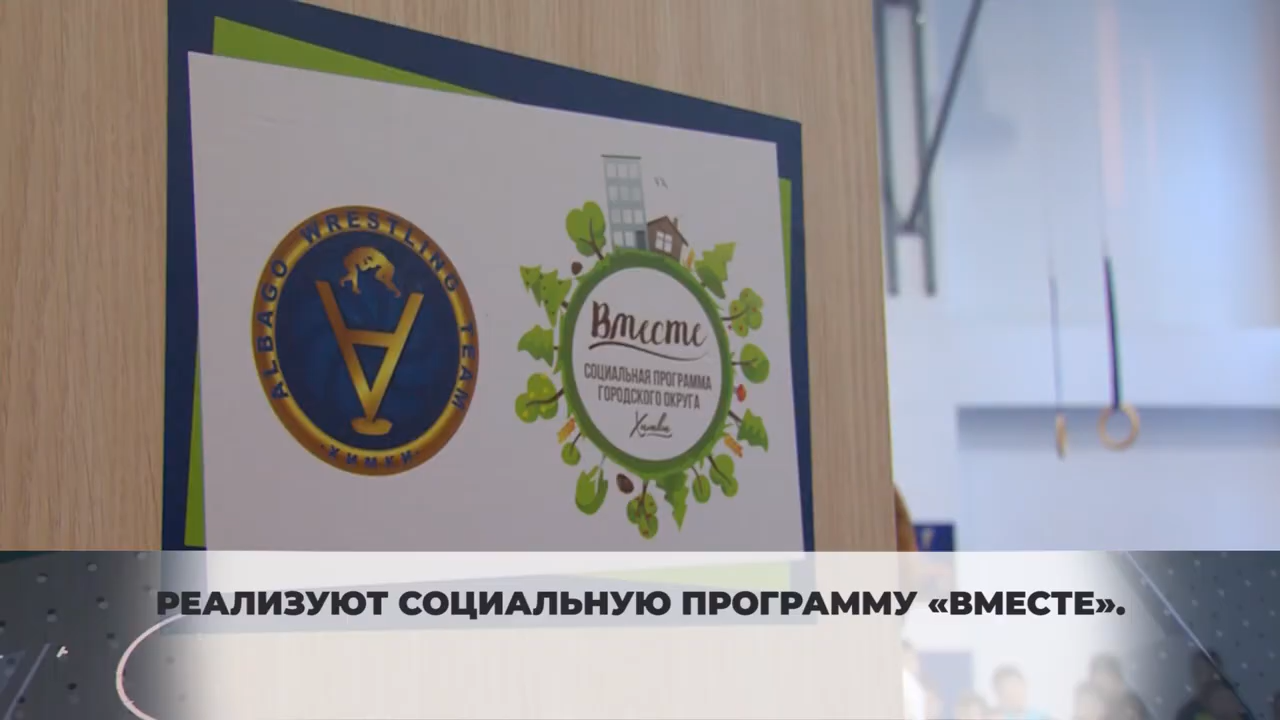 ALBAGO WRESTLING TEAM
ХИМКИ
Вместе
СОЦИАЛЬНАЯ ПРОГРАММА
ГОРОДСКОГО ОКРУГА
Химки
РЕАЛИЗУЮТ СОЦИАЛЬНУЮ ПРОГРАММУ «ВМЕСТЕ».